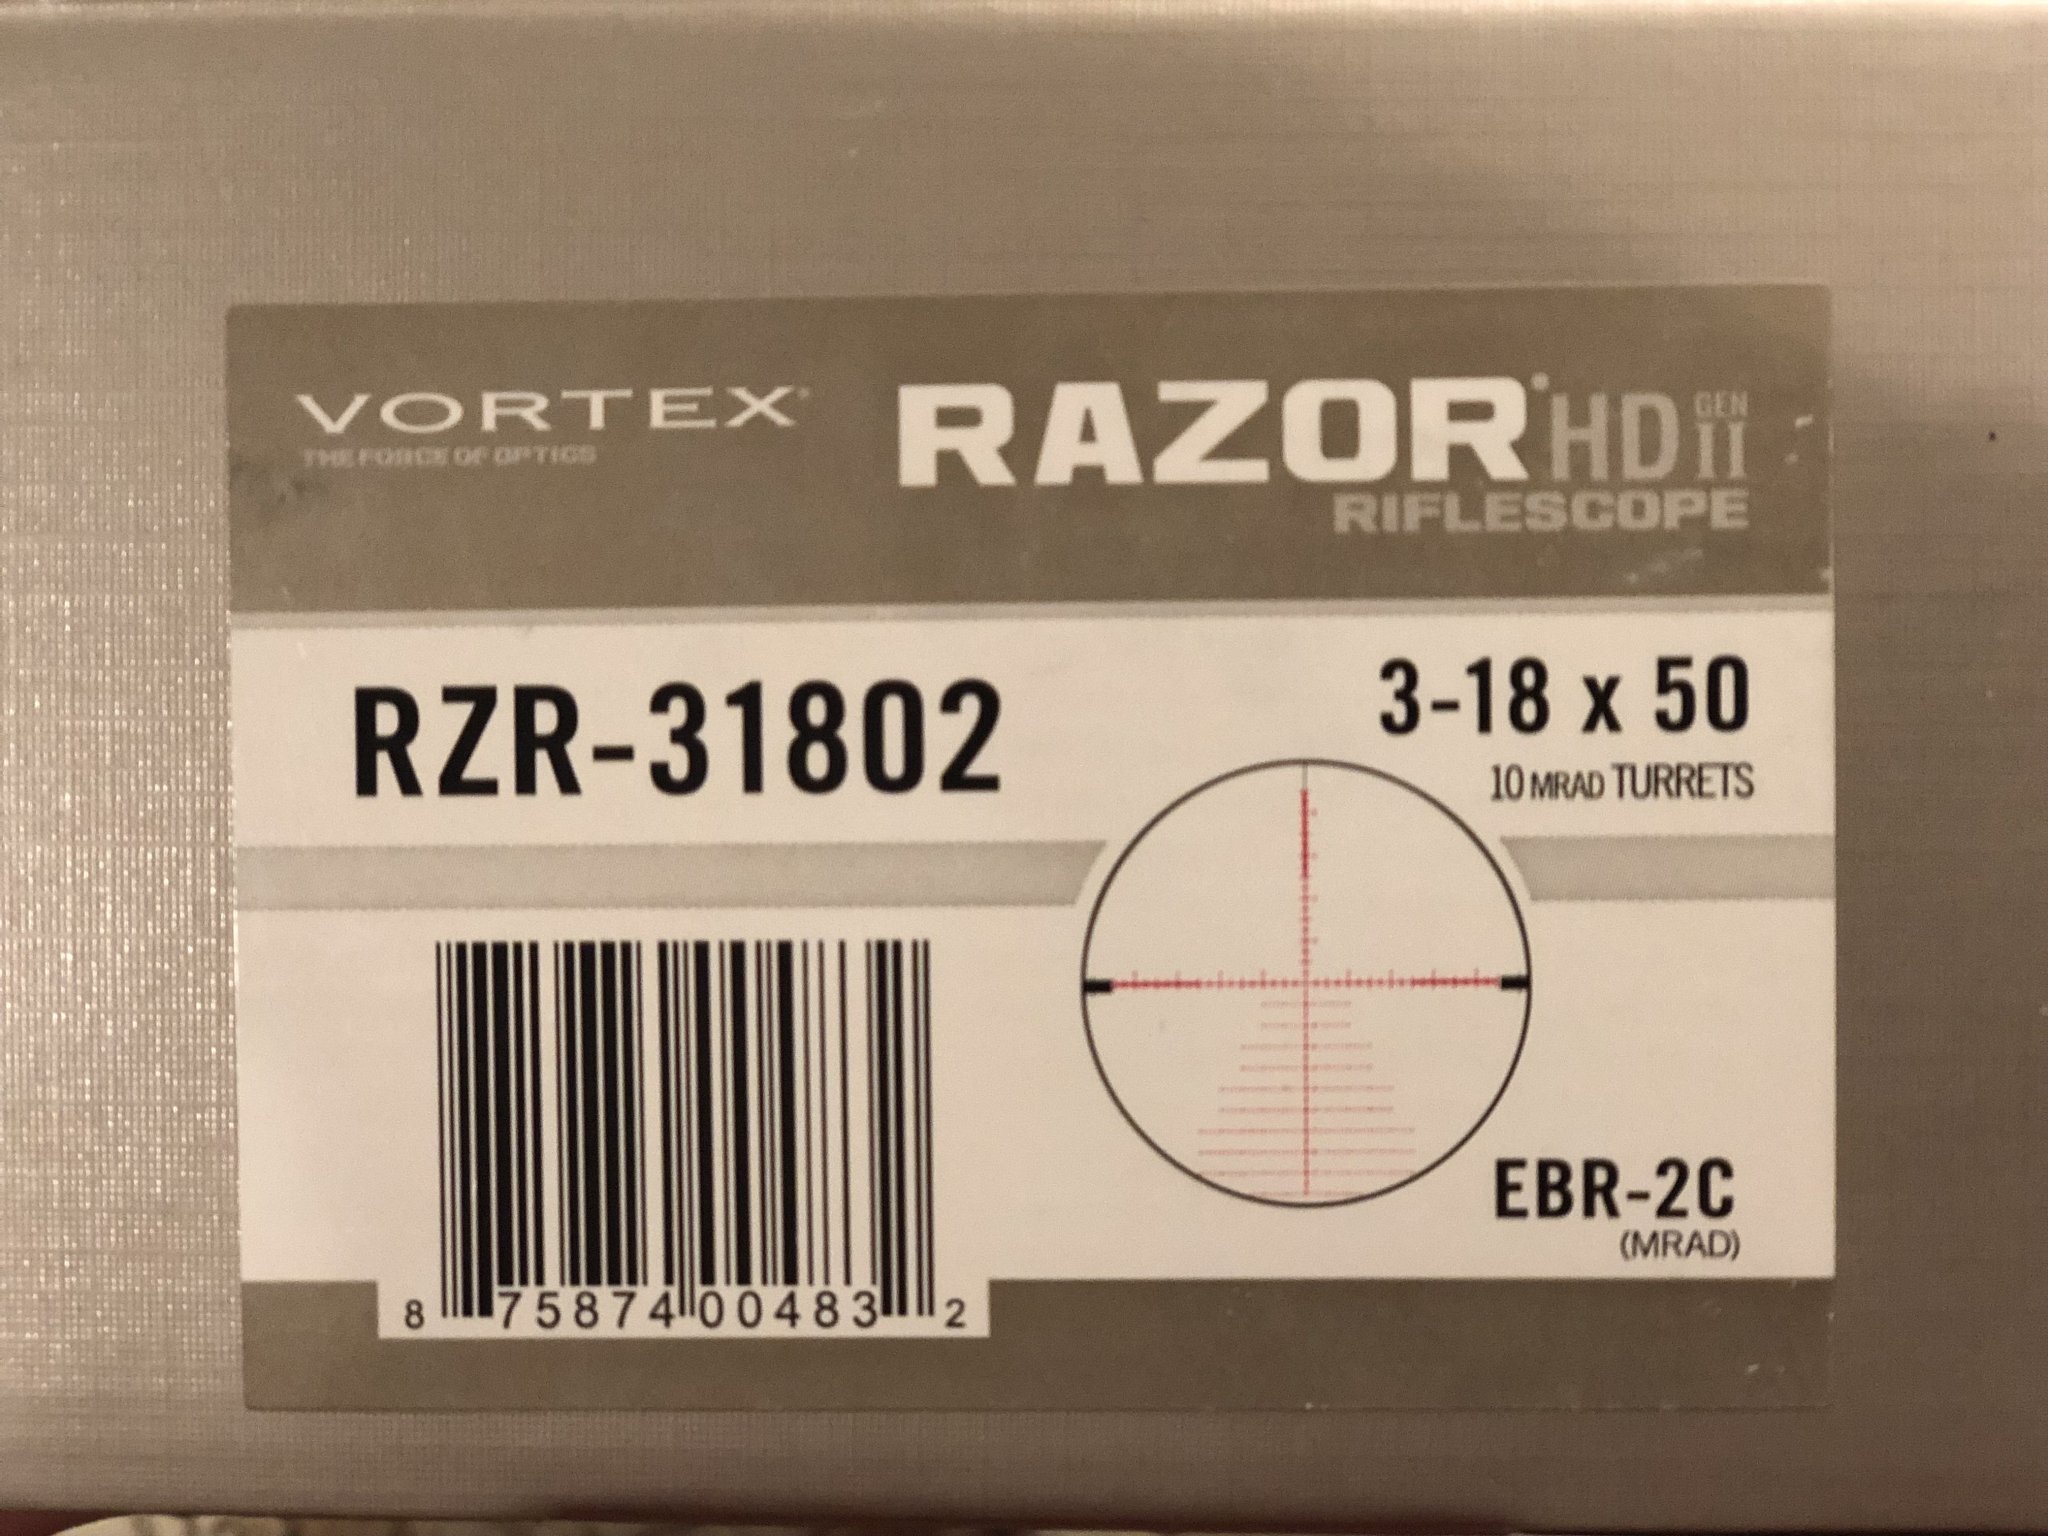 VORTEX
THE FORCE OF OPTICS
RAZOR HD GEN II
RIFLESCOPE
RZR-31802
3-18 x 50
10 MRAD TURRETS
EBR-2C
(MRAD)
8 75874 00483 2